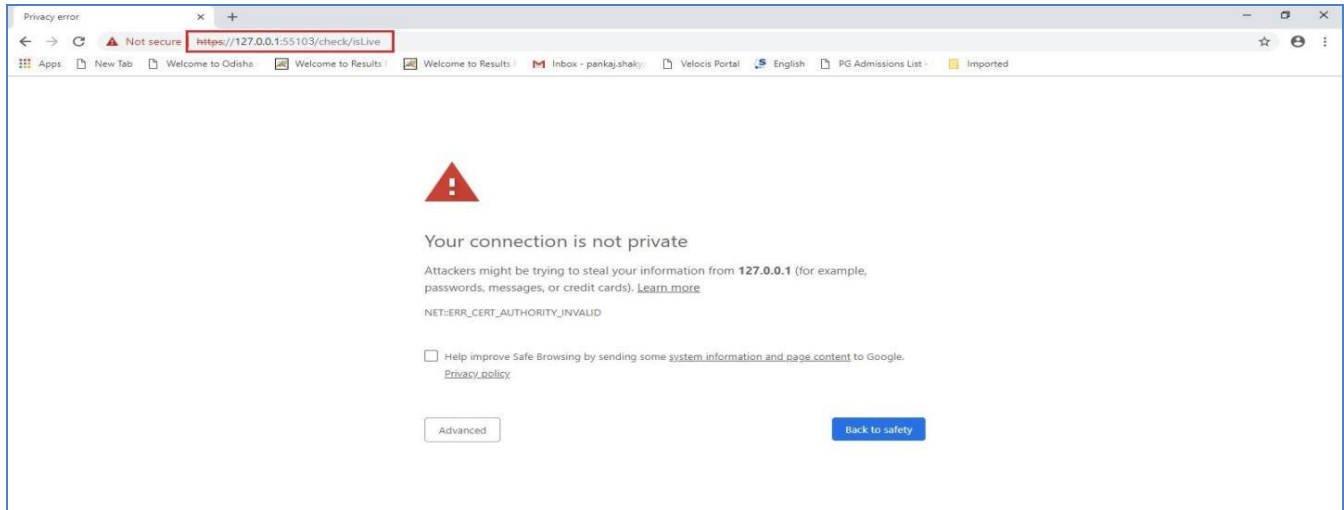 Privacy error
Not secure https://127.0.0.1:55103/check/isLive
Apps New Tab Welcome to Odisha Welcome to Results Welcome to Results Inbox - pankaj.shaky Velocis Portal English PG Admissions List - Imported
Your connection is not private
Attackers might be trying to steal your information from 127.0.0.1 (for example,
passwords, messages, or credit cards). Learn more
NET::ERR_CERT_AUTHORITY_INVALID
Help improve Safe Browsing by sending some system information and page content to Google.
Privacy policy
Advanced Back to safety